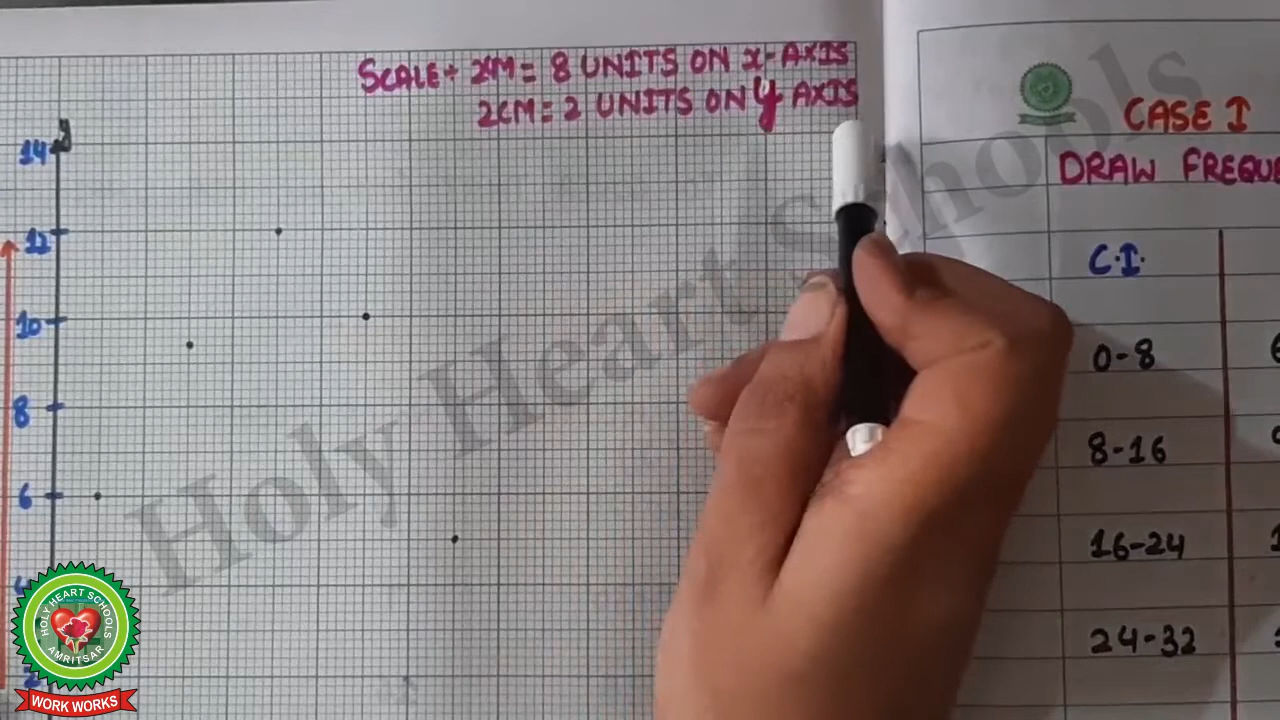 SCALE ÷ 2CM = 8 UNITS ON X-AXIS
2CM = 2 UNITS ON y AXIS
14
12
10
8
6
CASE I
DRAW FREQUE
C.I.
0-8
8-16
16-24
24-32
Holy Heart Schools
HOLY HEART SCHOOLS
AMRITSAR
WORK WORKS